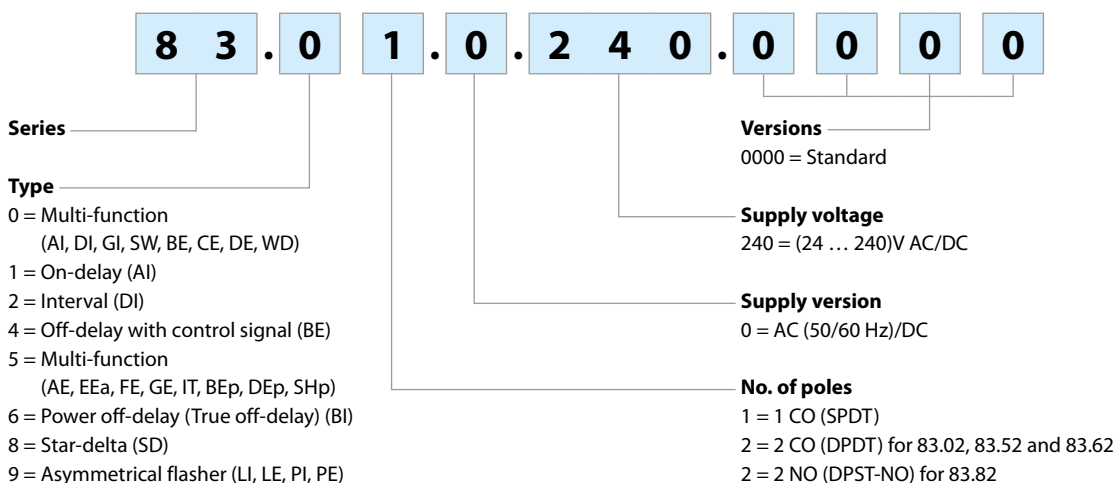 8 3 . 0 1 . 0 . 2 4 0 . 0 0 0 0
Series
Type
0 = Multi-function
(AI, DI, GI, SW, BE, CE, DE, WD)
1 = On-delay (AI)
2 = Interval (DI)
4 = Off-delay with control signal (BE)
5 = Multi-function
(AE, EEa, FE, GE, IT, BEp, DEp, SHp)
6 = Power off-delay (True off-delay) (BI)
8 = Star-delta (SD)
9 = Asymmetrical flasher (LI, LE, PI, PE)
Versions
0000 = Standard
Supply voltage
240 = (24 … 240)V AC/DC
Supply version
0 = AC (50/60 Hz)/DC
No. of poles
1 = 1 CO (SPDT)
2 = 2 CO (DPDT) for 83.02, 83.52 and 83.62
2 = 2 NO (DPST-NO) for 83.82